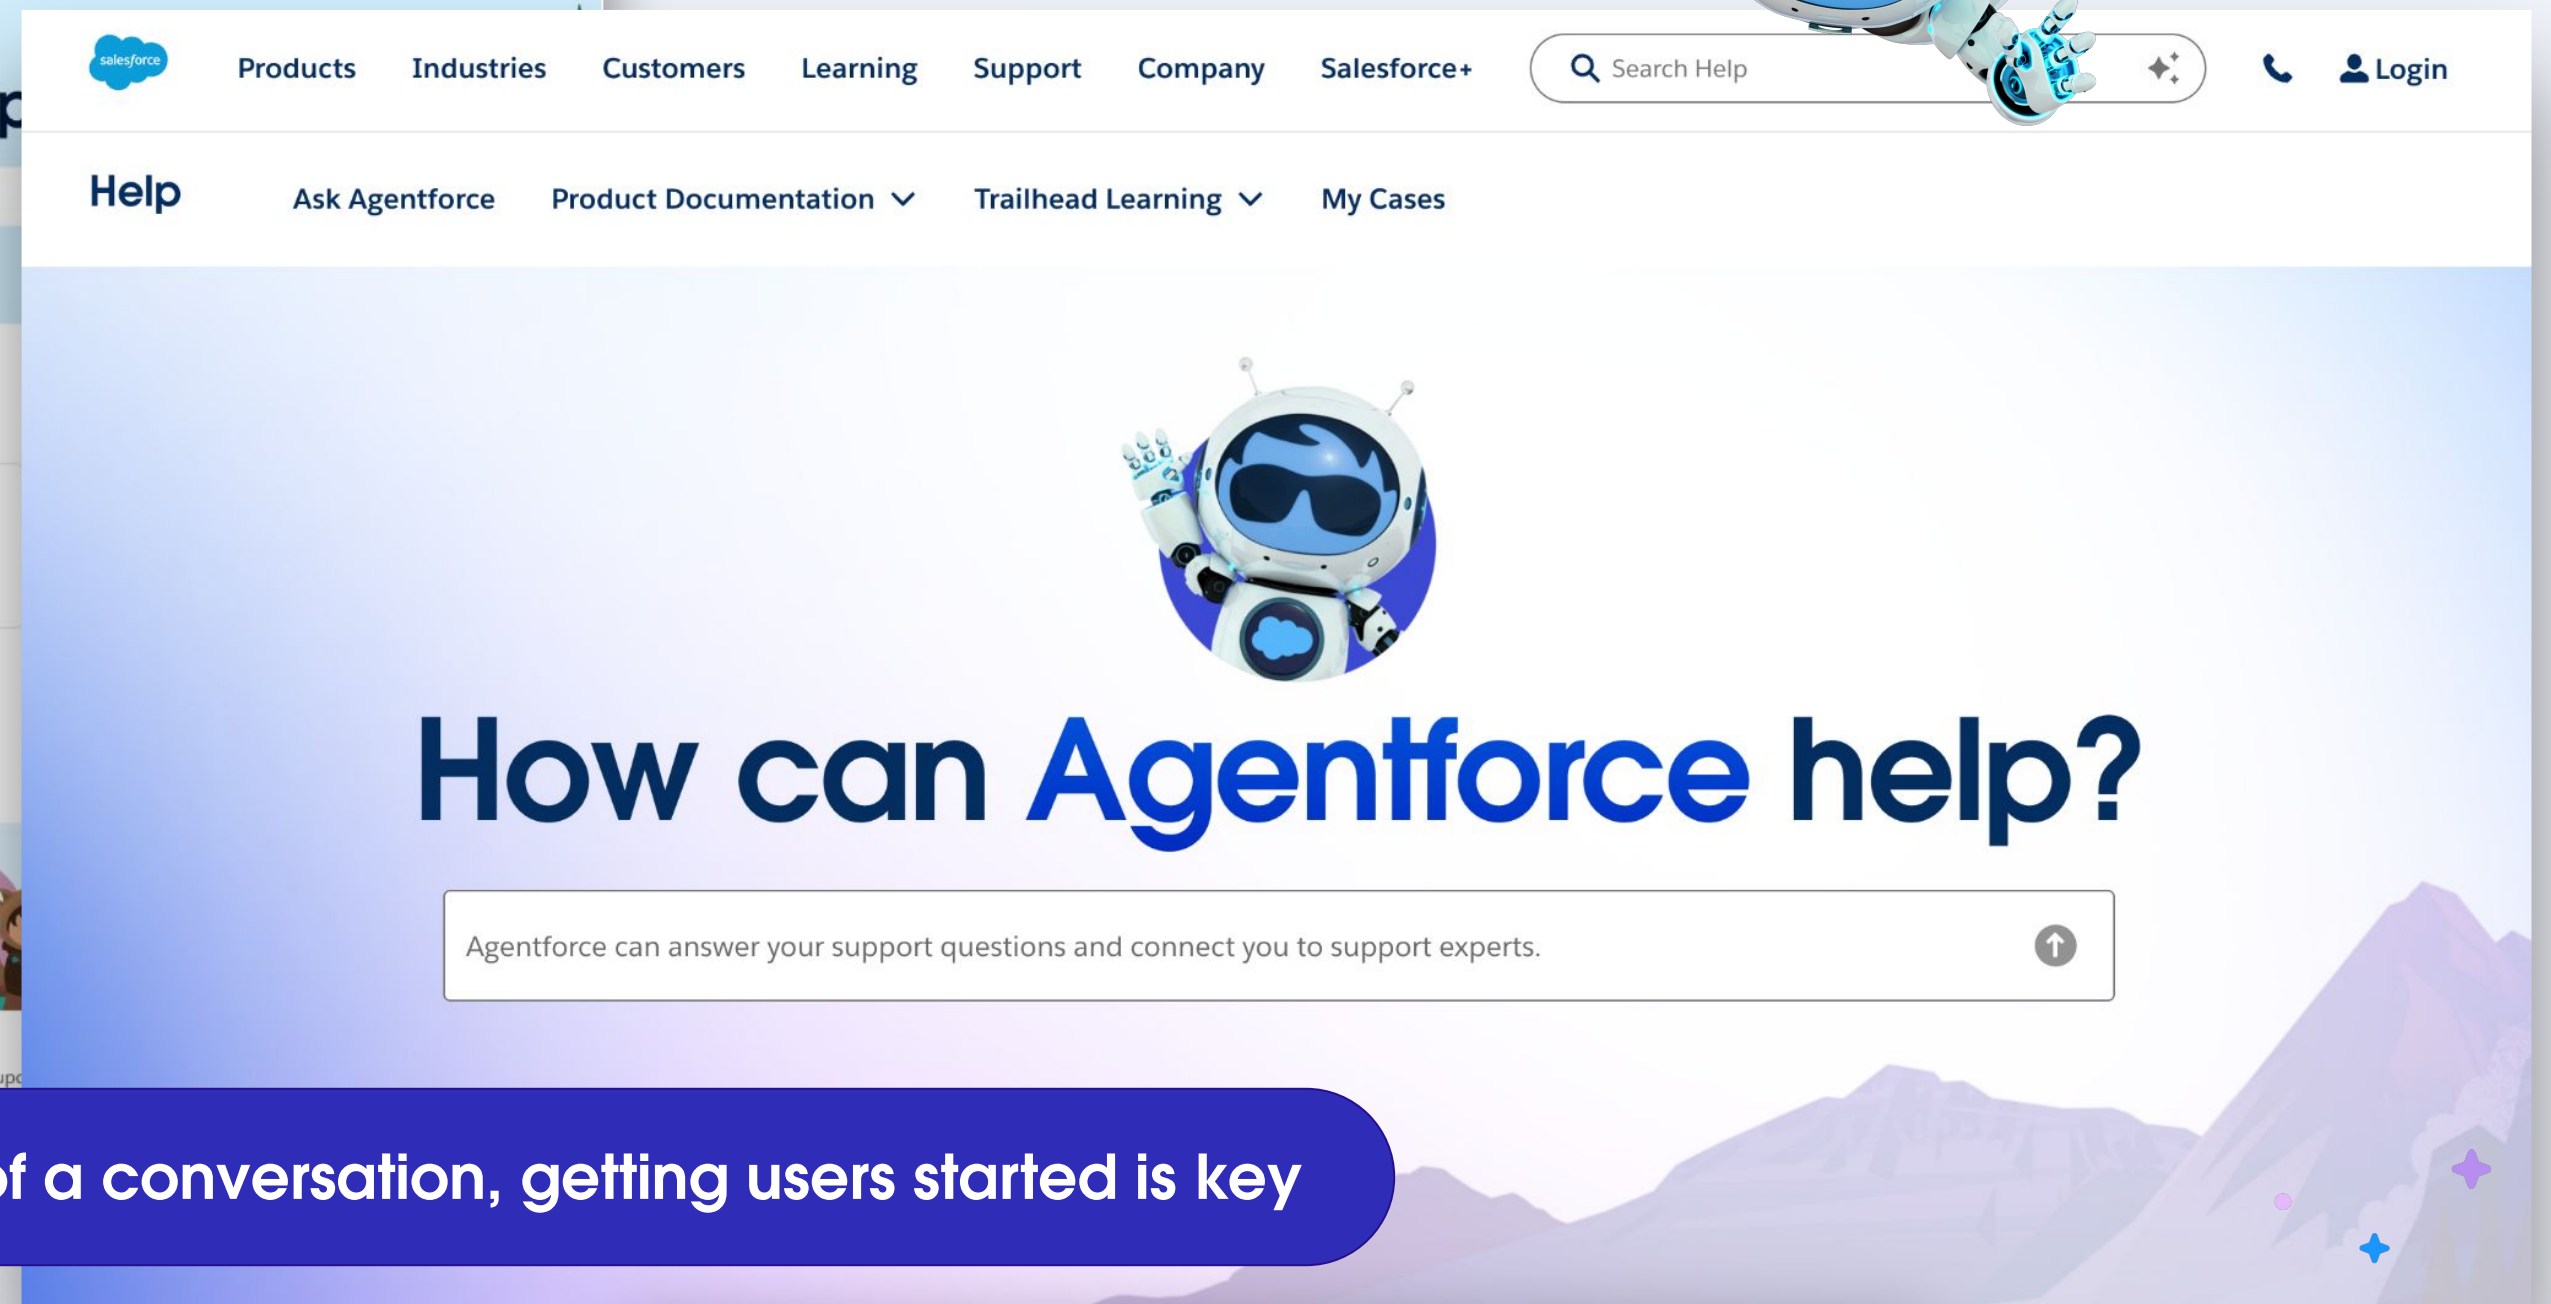 salesforce Products Industries Customers Learning Support Company Salesforce+ Search Help Login
Help Ask Agentforce Product Documentation Trailhead Learning My Cases
How can Agentforce help?
Agentforce can answer your support questions and connect you to support experts.
of a conversation, getting users started is key